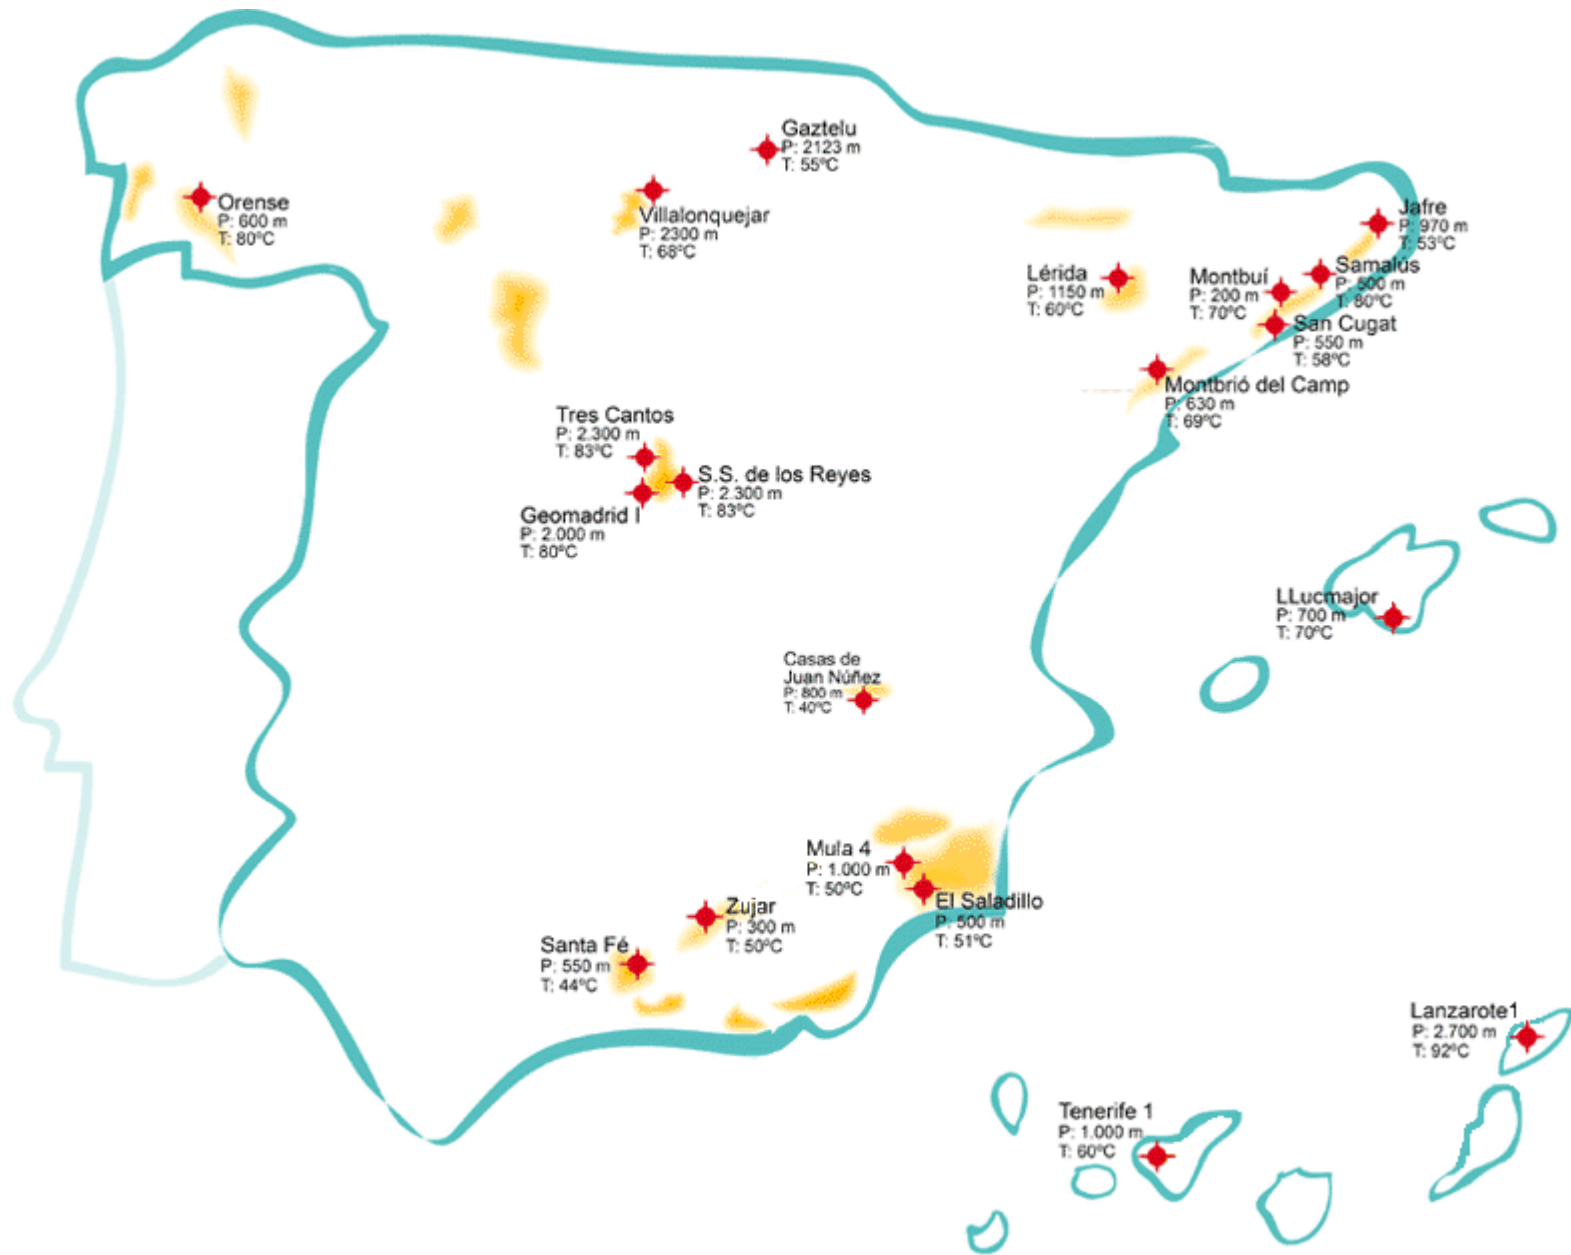 Gaztelu
P: 2123 m
T: 55ºC
Orense
P: 600 m
T: 80ºC
Villalonquejar
P: 2300 m
T: 68ºC
Jafre
P: 970 m
T: 53ºC
Lérida
P: 1150 m
T: 60ºC
Montbuí
P: 200 m
T: 70ºC
Samalús
P: 500 m
T: 80ºC
San Cugat
P: 550 m
T: 58ºC
Montbrió del Camp
P: 630 m
T: 69ºC
Tres Cantos
P: 2.300 m
T: 83ºC
S.S. de los Reyes
P: 2.300 m
T: 83ºC
Geomadrid I
P: 2.000 m
T: 80ºC
LLucmajor
P: 700 m
T: 70ºC
Casas de
Juan Núñez
P: 800 m
T: 40ºC
Mula 4
P: 1.000 m
T: 50ºC
El Saladillo
P: 500 m
T: 51ºC
Zujar
P: 300 m
T: 50ºC
Santa Fé
P: 550 m
T: 44ºC
Lanzarote1
P: 2.700 m
T: 92ºC
Tenerife 1
P: 1.000 m
T: 60ºC